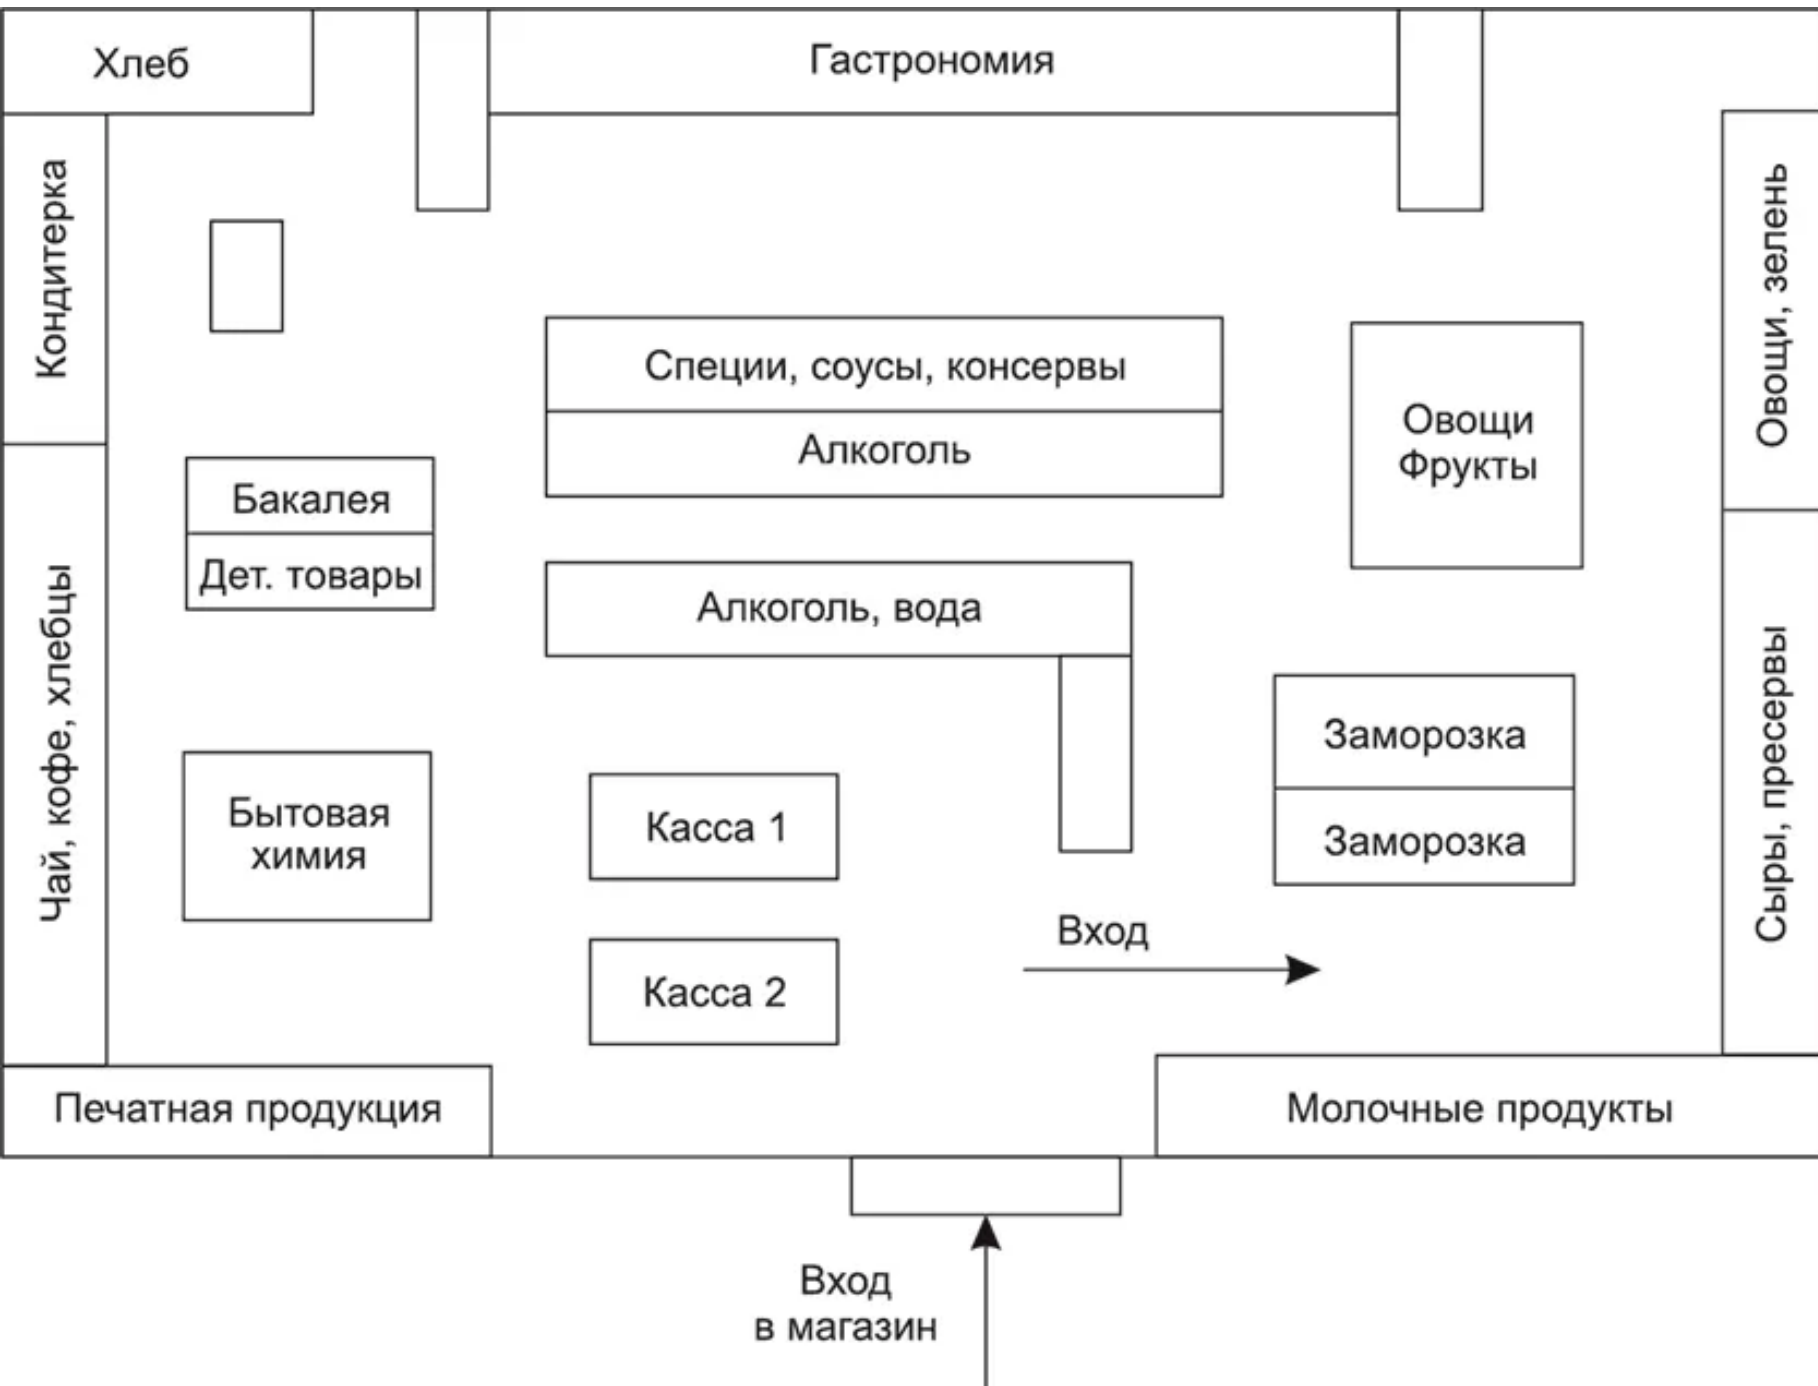 Хлеб
Гастрономия
Кондитерка
Овощи, зелень
Специи, соусы, консервы
Алкоголь
Овощи
Фрукты
Бакалея
Дет. товары
Алкоголь, вода
Чай, кофе, хлебцы
Сыры, пресервы
Заморозка
Заморозка
Бытовая
химия
Касса 1
Вход
Касса 2
Печатная продукция
Молочные продукты
Вход
в магазин